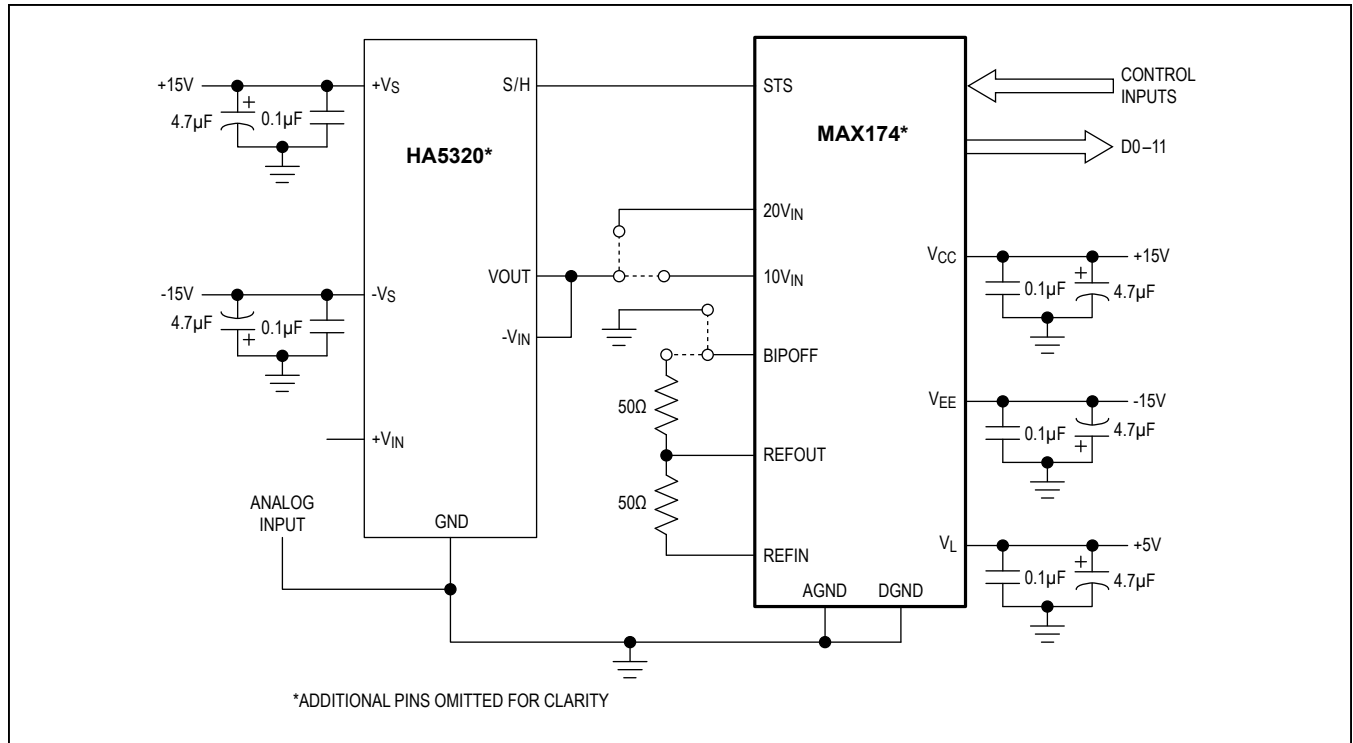 +15V
+
4.7µF
0.1µF
+VS
S/H
HA5320*
-15V
4.7µF
+
0.1µF
-VS
VOUT
-VIN
+VIN
ANALOG
INPUT
GND
STS
MAX174*
CONTROL
INPUTS
D0–11
20VIN
10VIN
BIPOFF
50Ω
REFOUT
50Ω
REFIN
AGND
DGND
VCC
+15V
0.1µF
+
4.7µF
VEE
-15V
0.1µF
+
4.7µF
VL
+5V
0.1µF
+
4.7µF
*ADDITIONAL PINS OMITTED FOR CLARITY